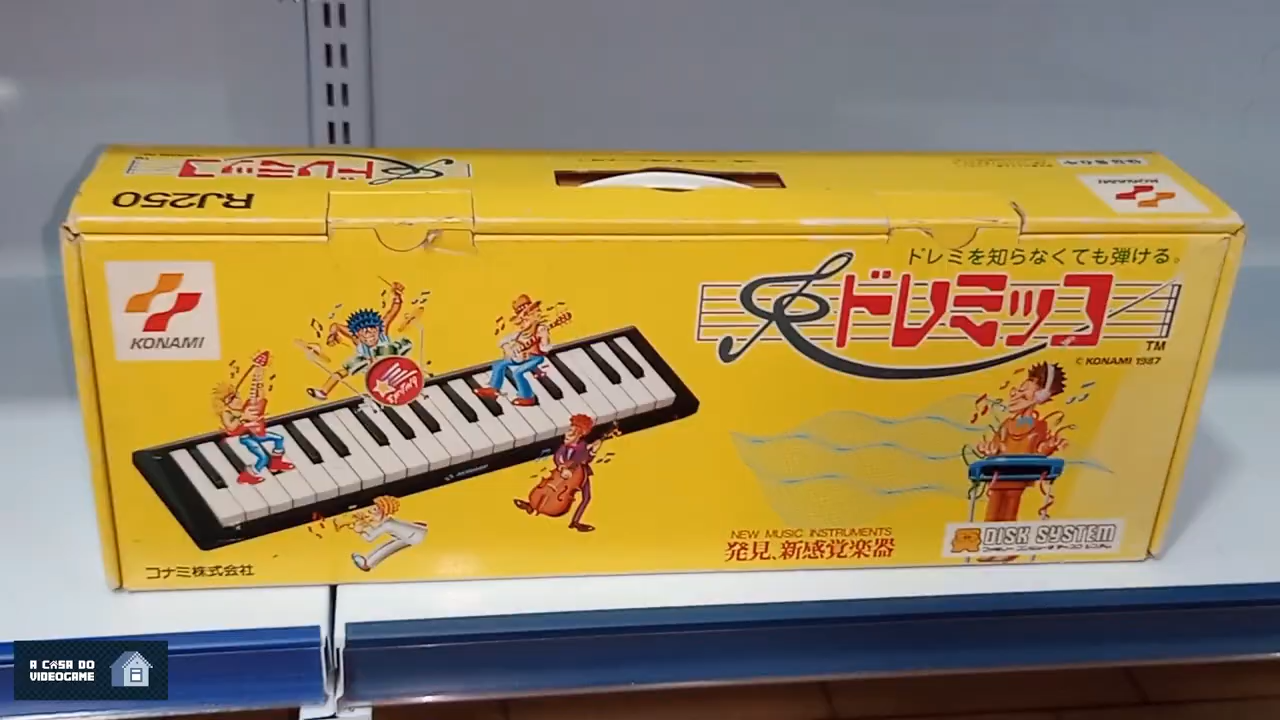 ドレミッコ
RJ250
KONAMI
KONAMI
ドレミを知らなくても弾ける。
ドレミッコ
TM
© KONAMI 1987
KONAMI
NEW MUSIC INSTRUMENTS
発見、新感覚楽器
DISK SYSTEM
コナミ株式会社
A CASA DO
VIDEOGAME